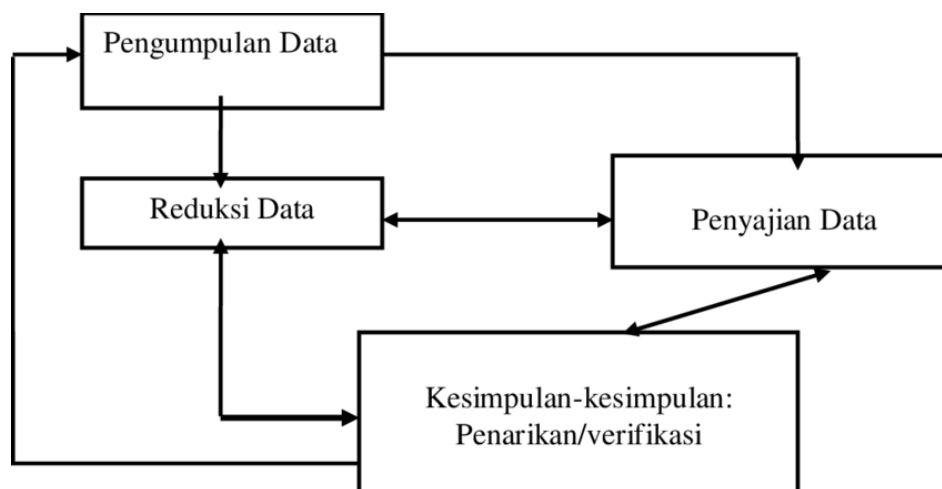 Pengumpulan Data
Reduksi Data
Penyajian Data
Kesimpulan-kesimpulan:
Penarikan/verifikasi